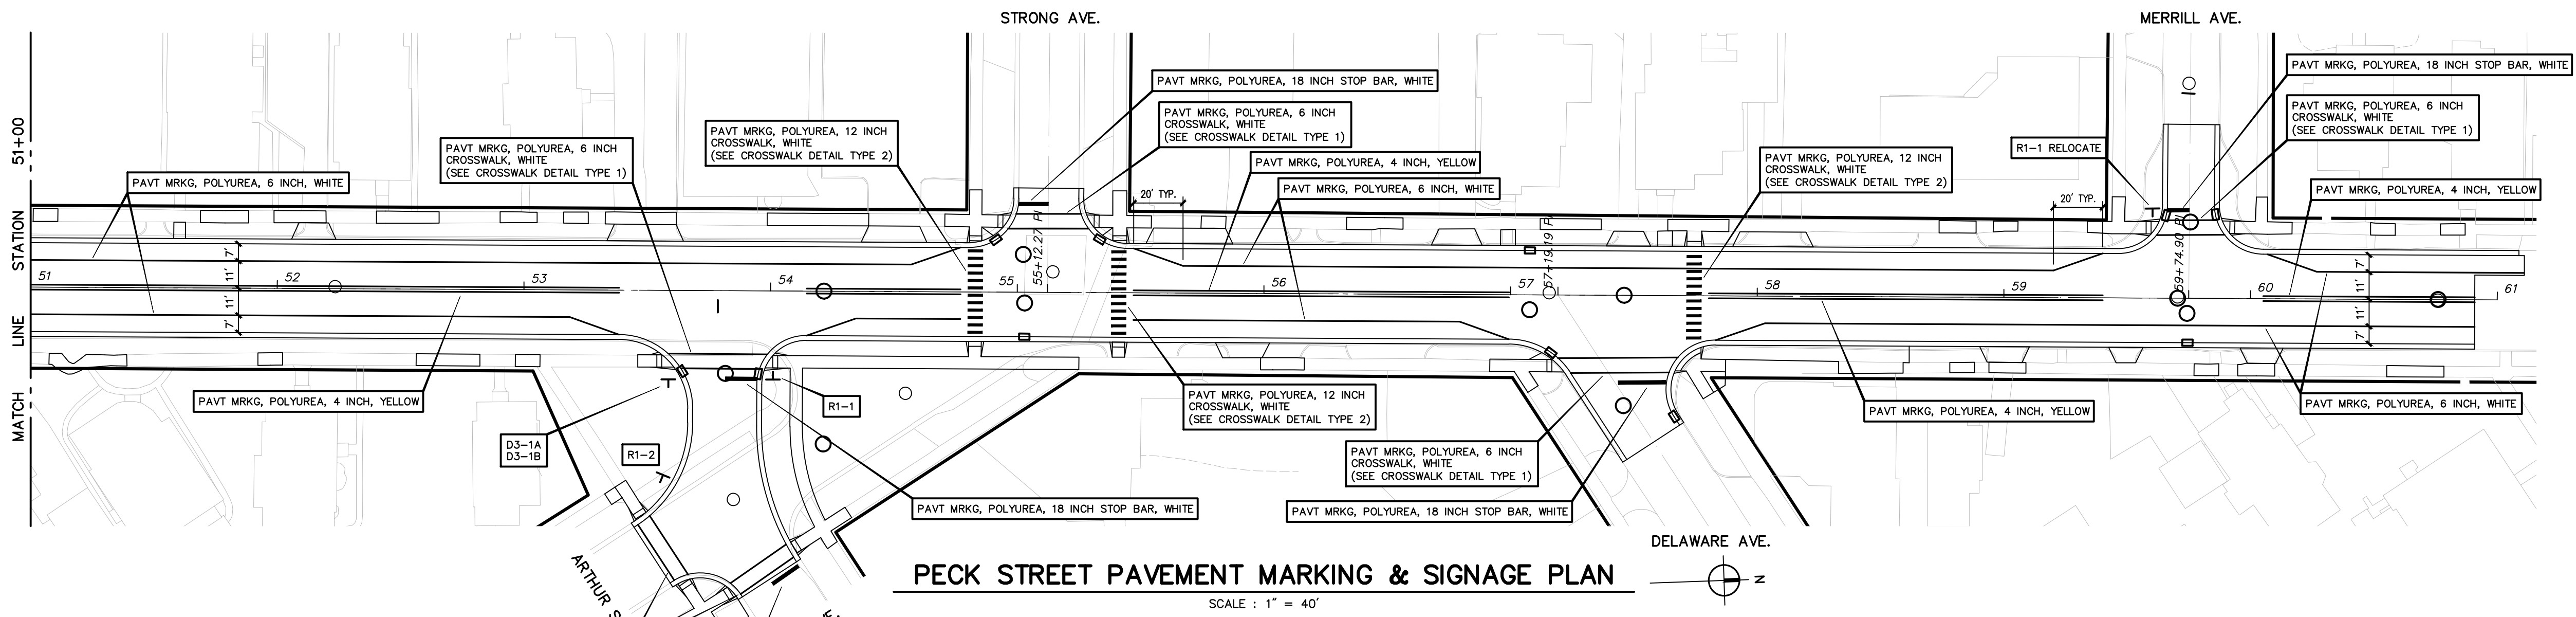 STRONG AVE.
MERRILL AVE.
MATCH LINE STATION 51+00
PAVT MRKG, POLYUREA, 6 INCH, WHITE
PAVT MRKG, POLYUREA, 6 INCH
CROSSWALK, WHITE
(SEE CROSSWALK DETAIL TYPE 1)
PAVT MRKG, POLYUREA, 12 INCH
CROSSWALK, WHITE
(SEE CROSSWALK DETAIL TYPE 2)
PAVT MRKG, POLYUREA, 18 INCH STOP BAR, WHITE
PAVT MRKG, POLYUREA, 6 INCH
CROSSWALK, WHITE
(SEE CROSSWALK DETAIL TYPE 1)
PAVT MRKG, POLYUREA, 4 INCH, YELLOW
PAVT MRKG, POLYUREA, 6 INCH, WHITE
20' TYP.
PAVT MRKG, POLYUREA, 12 INCH
CROSSWALK, WHITE
(SEE CROSSWALK DETAIL TYPE 2)
R1-1 RELOCATE
20' TYP.
PAVT MRKG, POLYUREA, 18 INCH STOP BAR, WHITE
PAVT MRKG, POLYUREA, 6 INCH
CROSSWALK, WHITE
(SEE CROSSWALK DETAIL TYPE 1)
PAVT MRKG, POLYUREA, 4 INCH, YELLOW
7'
11'
11'
7'
51
52
53
54
55
55+12.27 PI
56
57
57+19.19 PI
58
59
59+74.90 PI
60
61
7'
11'
11'
7'
PAVT MRKG, POLYUREA, 4 INCH, YELLOW
D3-1A
D3-1B
R1-2
R1-1
PAVT MRKG, POLYUREA, 18 INCH STOP BAR, WHITE
PAVT MRKG, POLYUREA, 12 INCH
CROSSWALK, WHITE
(SEE CROSSWALK DETAIL TYPE 2)
PAVT MRKG, POLYUREA, 6 INCH
CROSSWALK, WHITE
(SEE CROSSWALK DETAIL TYPE 1)
PAVT MRKG, POLYUREA, 18 INCH STOP BAR, WHITE
PAVT MRKG, POLYUREA, 4 INCH, YELLOW
PAVT MRKG, POLYUREA, 6 INCH, WHITE
DELAWARE AVE.
ARTHUR S
PECK STREET PAVEMENT MARKING & SIGNAGE PLAN
N
SCALE : 1" = 40'